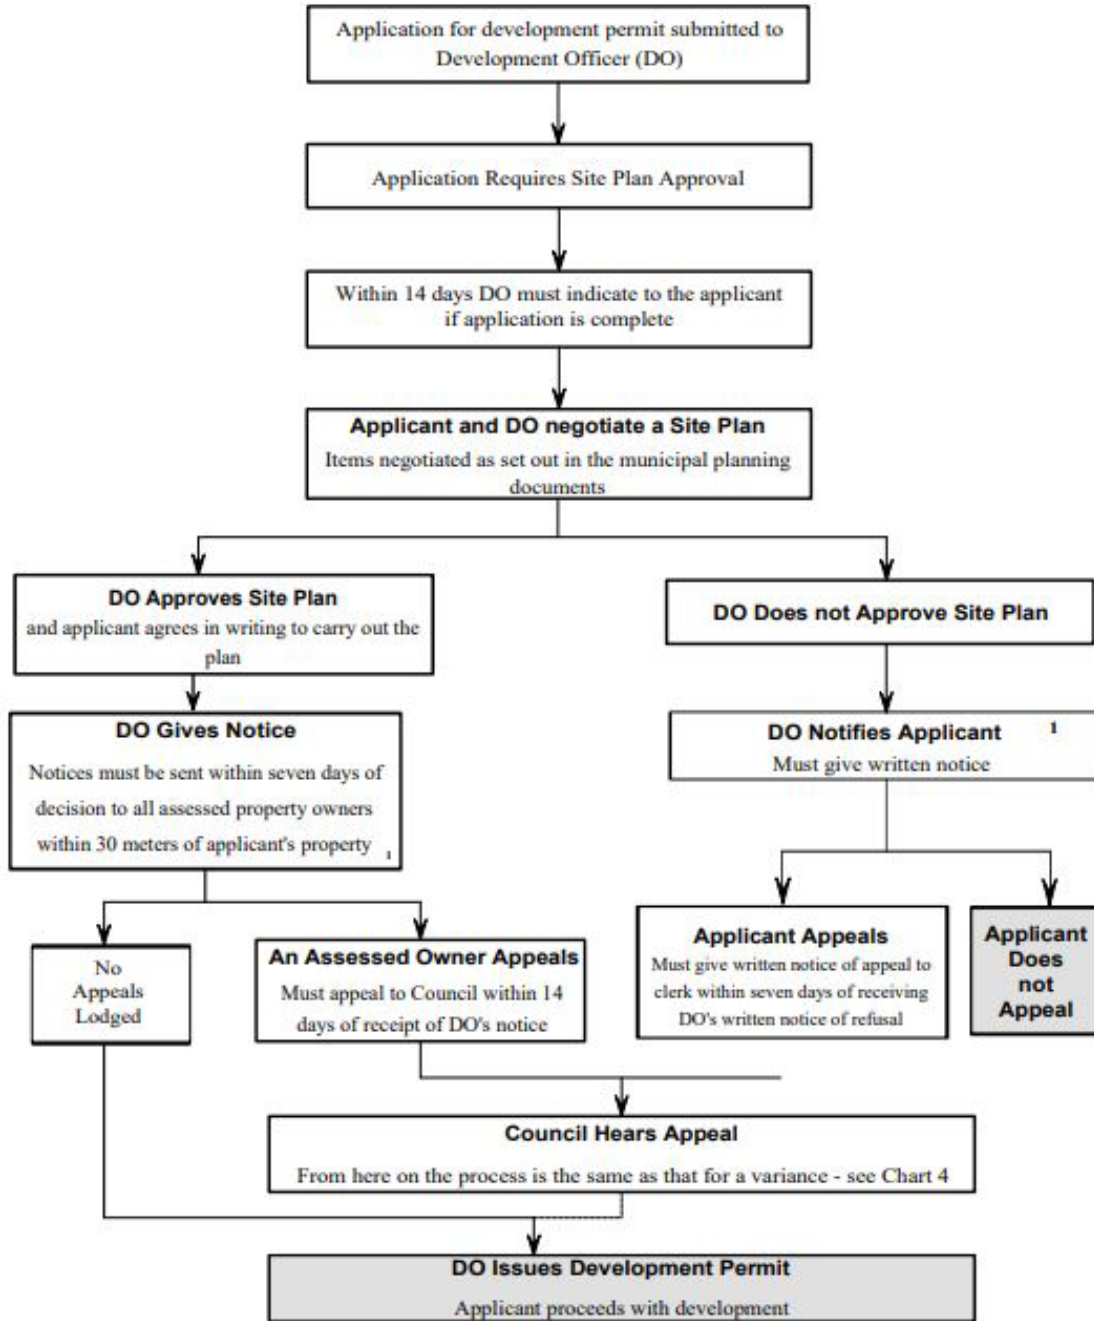 Application for development permit submitted to
Development Officer (DO)
Application Requires Site Plan Approval
Within 14 days DO must indicate to the applicant
if application is complete
Applicant and DO negotiate a Site Plan
Items negotiated as set out in the municipal planning
documents
DO Approves Site Plan
and applicant agrees in writing to carry out the
plan
DO Does not Approve Site Plan
DO Gives Notice
Notices must be sent within seven days of
decision to all assessed property owners
within 30 meters of applicant's property 1
DO Notifies Applicant 1
Must give written notice
No
Appeals
Lodged
An Assessed Owner Appeals
Must appeal to Council within 14
days of receipt of DO's notice
Applicant Appeals
Must give written notice of appeal to
clerk within seven days of receiving
DO's written notice of refusal
Applicant
Does
not
Appeal
Council Hears Appeal
From here on the process is the same as that for a variance - see Chart 4
DO Issues Development Permit
Applicant proceeds with development